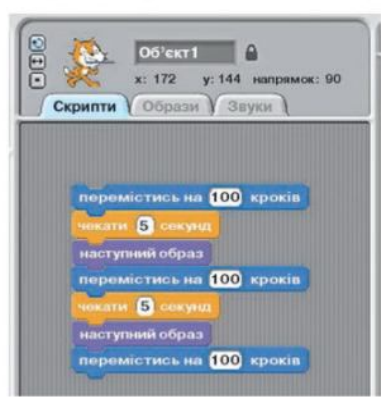 Об'єкт1
x: 172 y: 144 напрямок: 90
Скрипти Образи Звуки
перемістись на 100 кроків
чекати 5 секунд
наступний образ
перемістись на 100 кроків
чекати 5 секунд
наступний образ
перемістись на 100 кроків